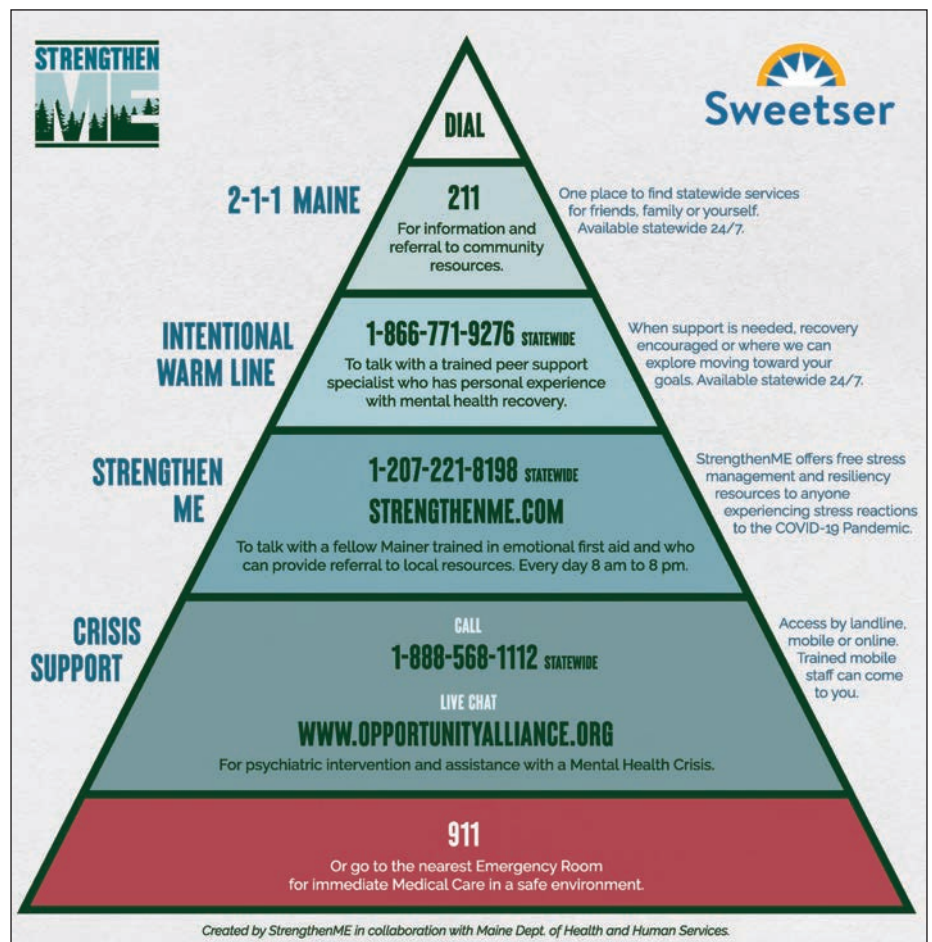 STRENGTHEN
ME
Sweetser
DIAL
2-1-1 MAINE
211
For information and
referral to community
resources.
One place to find statewide services
for friends, family or yourself.
Available statewide 24/7.
INTENTIONAL
WARM LINE
1-866-771-9276 STATEWIDE
To talk with a trained peer support
specialist who has personal experience
with mental health recovery.
When support is needed, recovery
encouraged or where we can
explore moving toward your
goals. Available statewide 24/7.
STRENGTHEN
ME
1-207-221-8198 STATEWIDE
STRENGTHENME.COM
To talk with a fellow Mainer trained in emotional first aid and who
can provide referral to local resources. Every day 8 am to 8 pm.
StrengthenME offers free stress
management and resiliency
resources to anyone
experiencing stress reactions
to the COVID-19 Pandemic.
CRISIS
SUPPORT
CALL
1-888-568-1112 STATEWIDE
LIVE CHAT
WWW.OPPORTUNITYALLIANCE.ORG
For psychiatric intervention and assistance with a Mental Health Crisis.
Access by landline,
mobile or online.
Trained mobile
staff can come
to you.
911
Or go to the nearest Emergency Room
for immediate Medical Care in a safe environment.
Created by StrengthenME in collaboration with Maine Dept. of Health and Human Services.